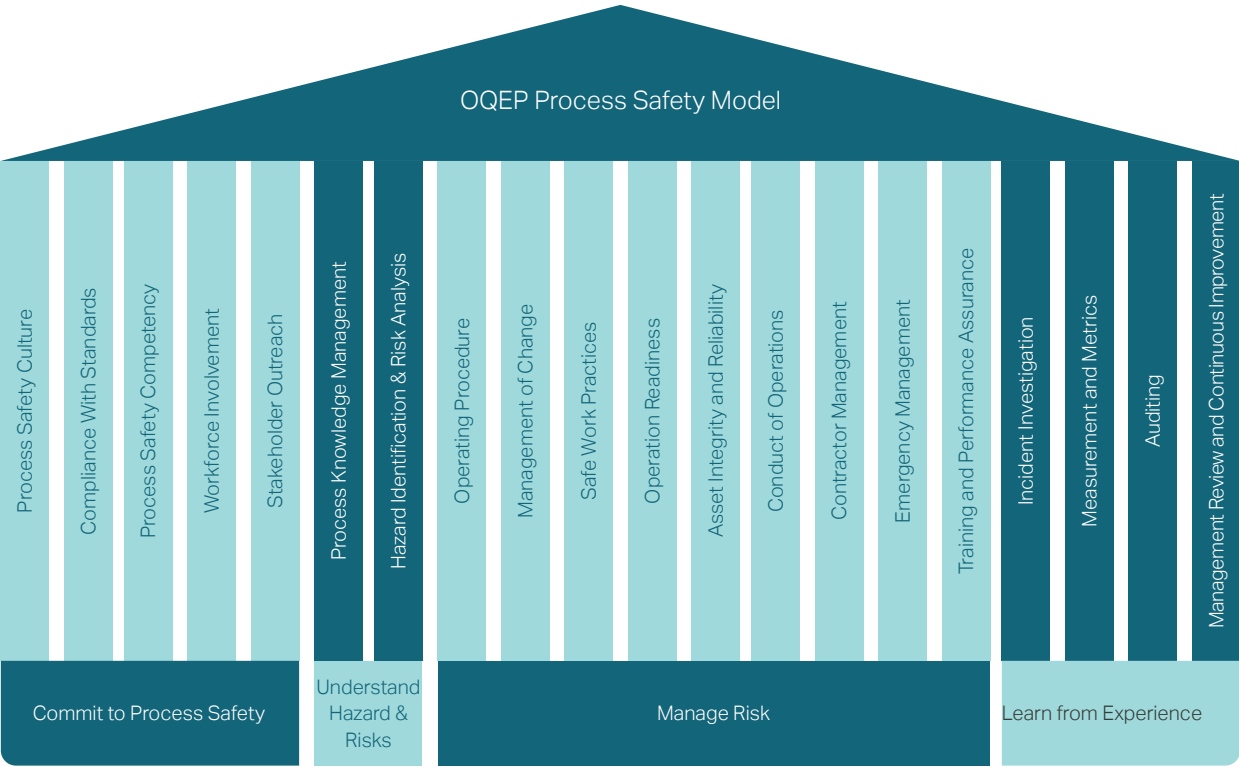 OQEP Process Safety Model
Process Safety Culture
Compliance With Standards
Process Safety Competency
Workforce Involvement
Stakeholder Outreach
Process Knowledge Management
Hazard Identification & Risk Analysis
Operating Procedure
Management of Change
Safe Work Practices
Operation Readiness
Asset Integrity and Reliability
Conduct of Operations
Contractor Management
Emergency Management
Training and Performance Assurance
Incident Investigation
Measurement and Metrics
Auditing
Management Review and Continuous Improvement
Commit to Process Safety
Understand
Hazard &
Risks
Manage Risk
Learn from Experience